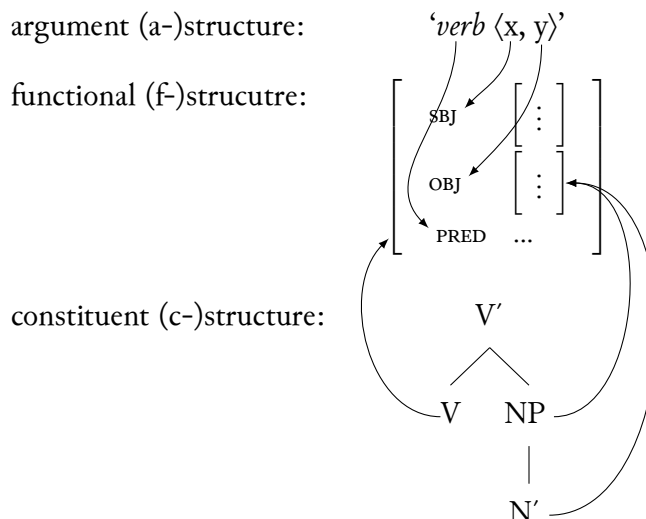 argument (a-)structure: ‘verb ⟨x, y⟩’
functional (f-)strucutre:
SBJ ⋮
OBJ ⋮
PRED ...
constituent (c-)structure:
V′
V NP
N′